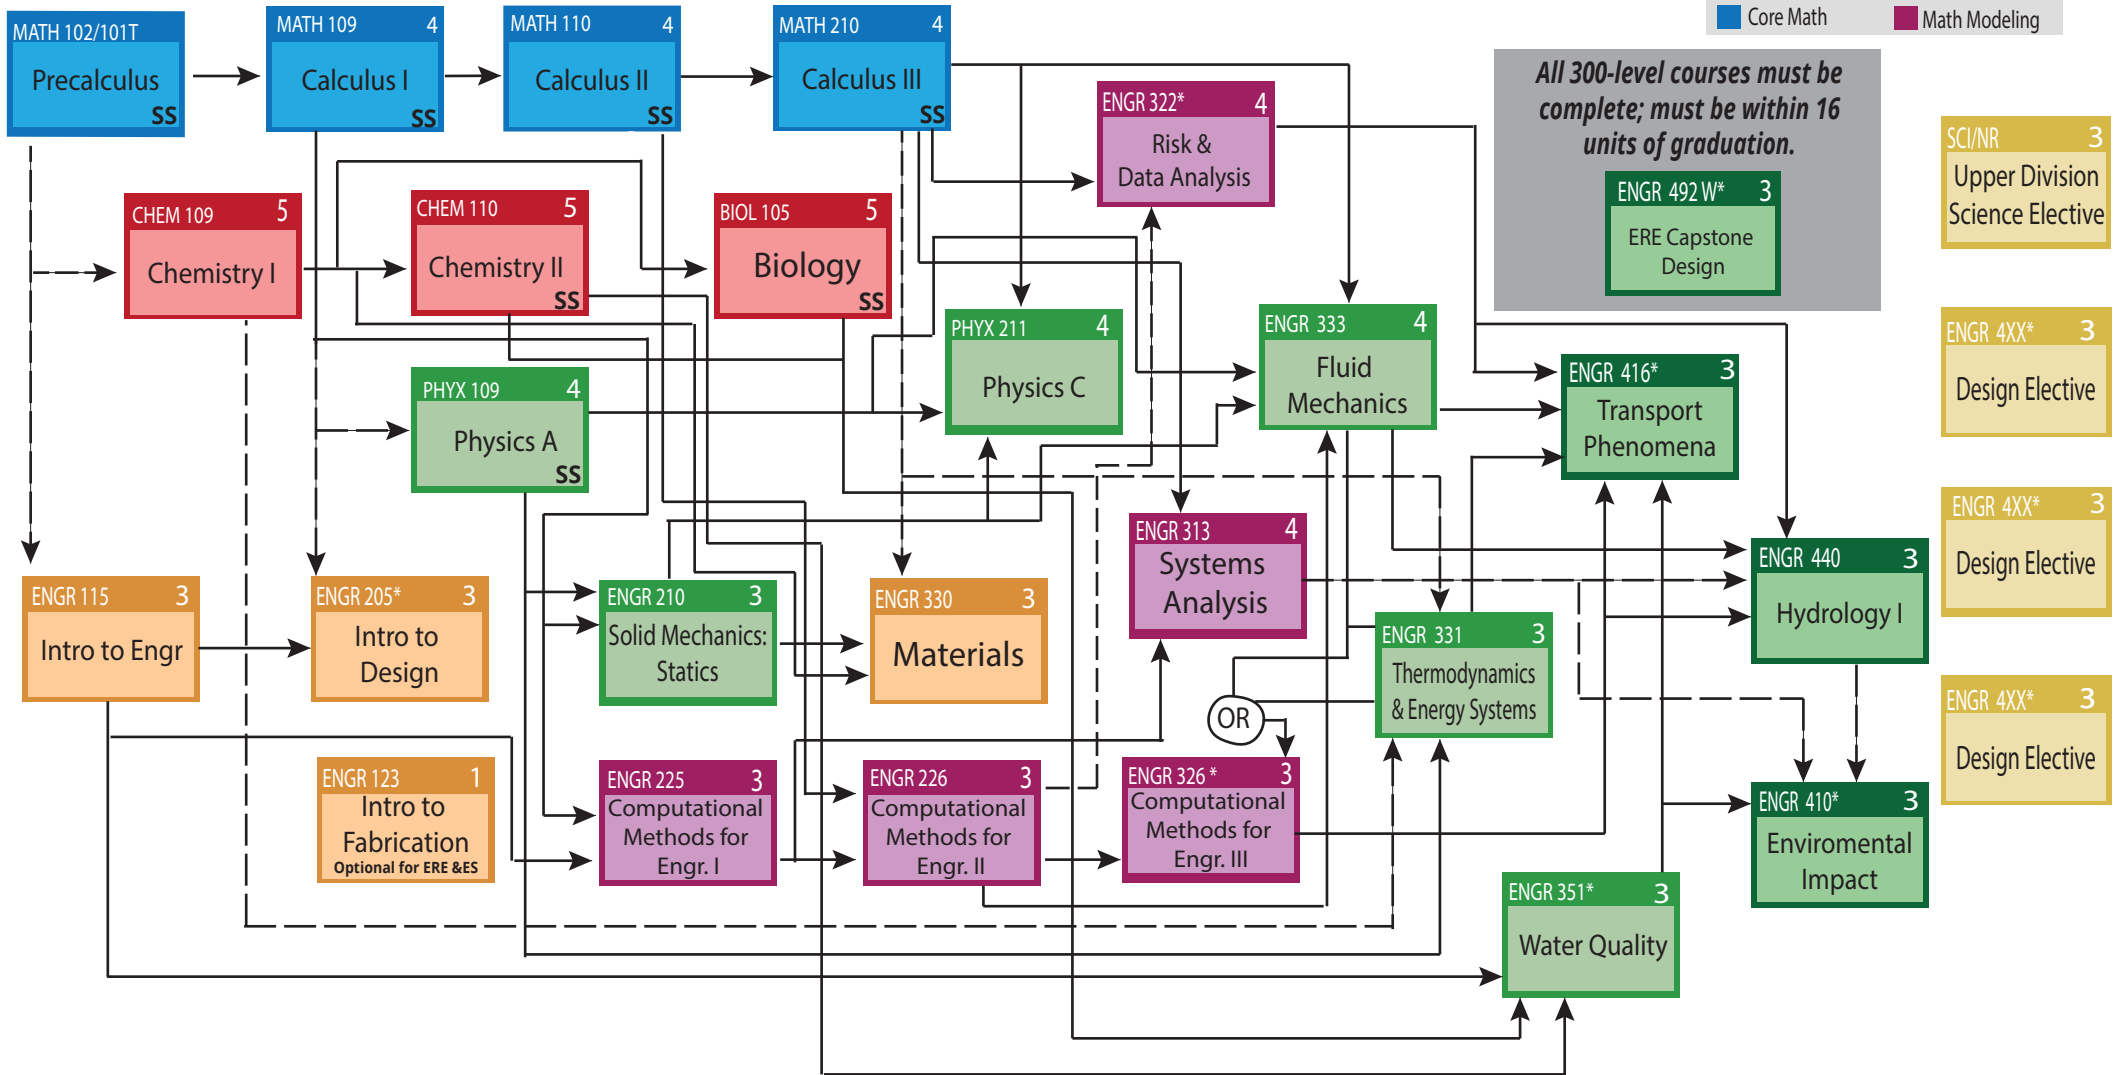 Core Math
Math Modeling
MATH 102/101T
Precalculus
SS
MATH 109 4
Calculus I
SS
MATH 110 4
Calculus II
SS
MATH 210 4
Calculus III
SS
ENGR 322* 4
Risk &
Data Analysis
All 300-level courses must be
complete; must be within 16
units of graduation.
ENGR 492 W* 3
ERE Capstone
Design
SCI/NR 3
Upper Division
Science Elective
CHEM 109 5
Chemistry I
CHEM 110 5
Chemistry II
SS
BIOL 105 5
Biology
SS
PHYX 211 4
Physics C
ENGR 333 4
Fluid
Mechanics
ENGR 416* 3
Transport
Phenomena
ENGR 4XX* 3
Design Elective
PHYX 109 4
Physics A
SS
ENGR 4XX* 3
Design Elective
ENGR 313 4
Systems
Analysis
ENGR 440 3
Hydrology I
ENGR 115 3
Intro to Engr
ENGR 205* 3
Intro to
Design
ENGR 210 3
Solid Mechanics:
Statics
ENGR 330 3
Materials
ENGR 331 3
Thermodynamics
& Energy Systems
OR
ENGR 4XX* 3
Design Elective
ENGR 123 1
Intro to
Fabrication
Optional for ERE &ES
ENGR 225 3
Computational
Methods for
Engr. I
ENGR 226 3
Computational
Methods for
Engr. II
ENGR 326 * 3
Computational
Methods for
Engr. III
ENGR 410* 3
Enviromental
Impact
ENGR 351* 3
Water Quality